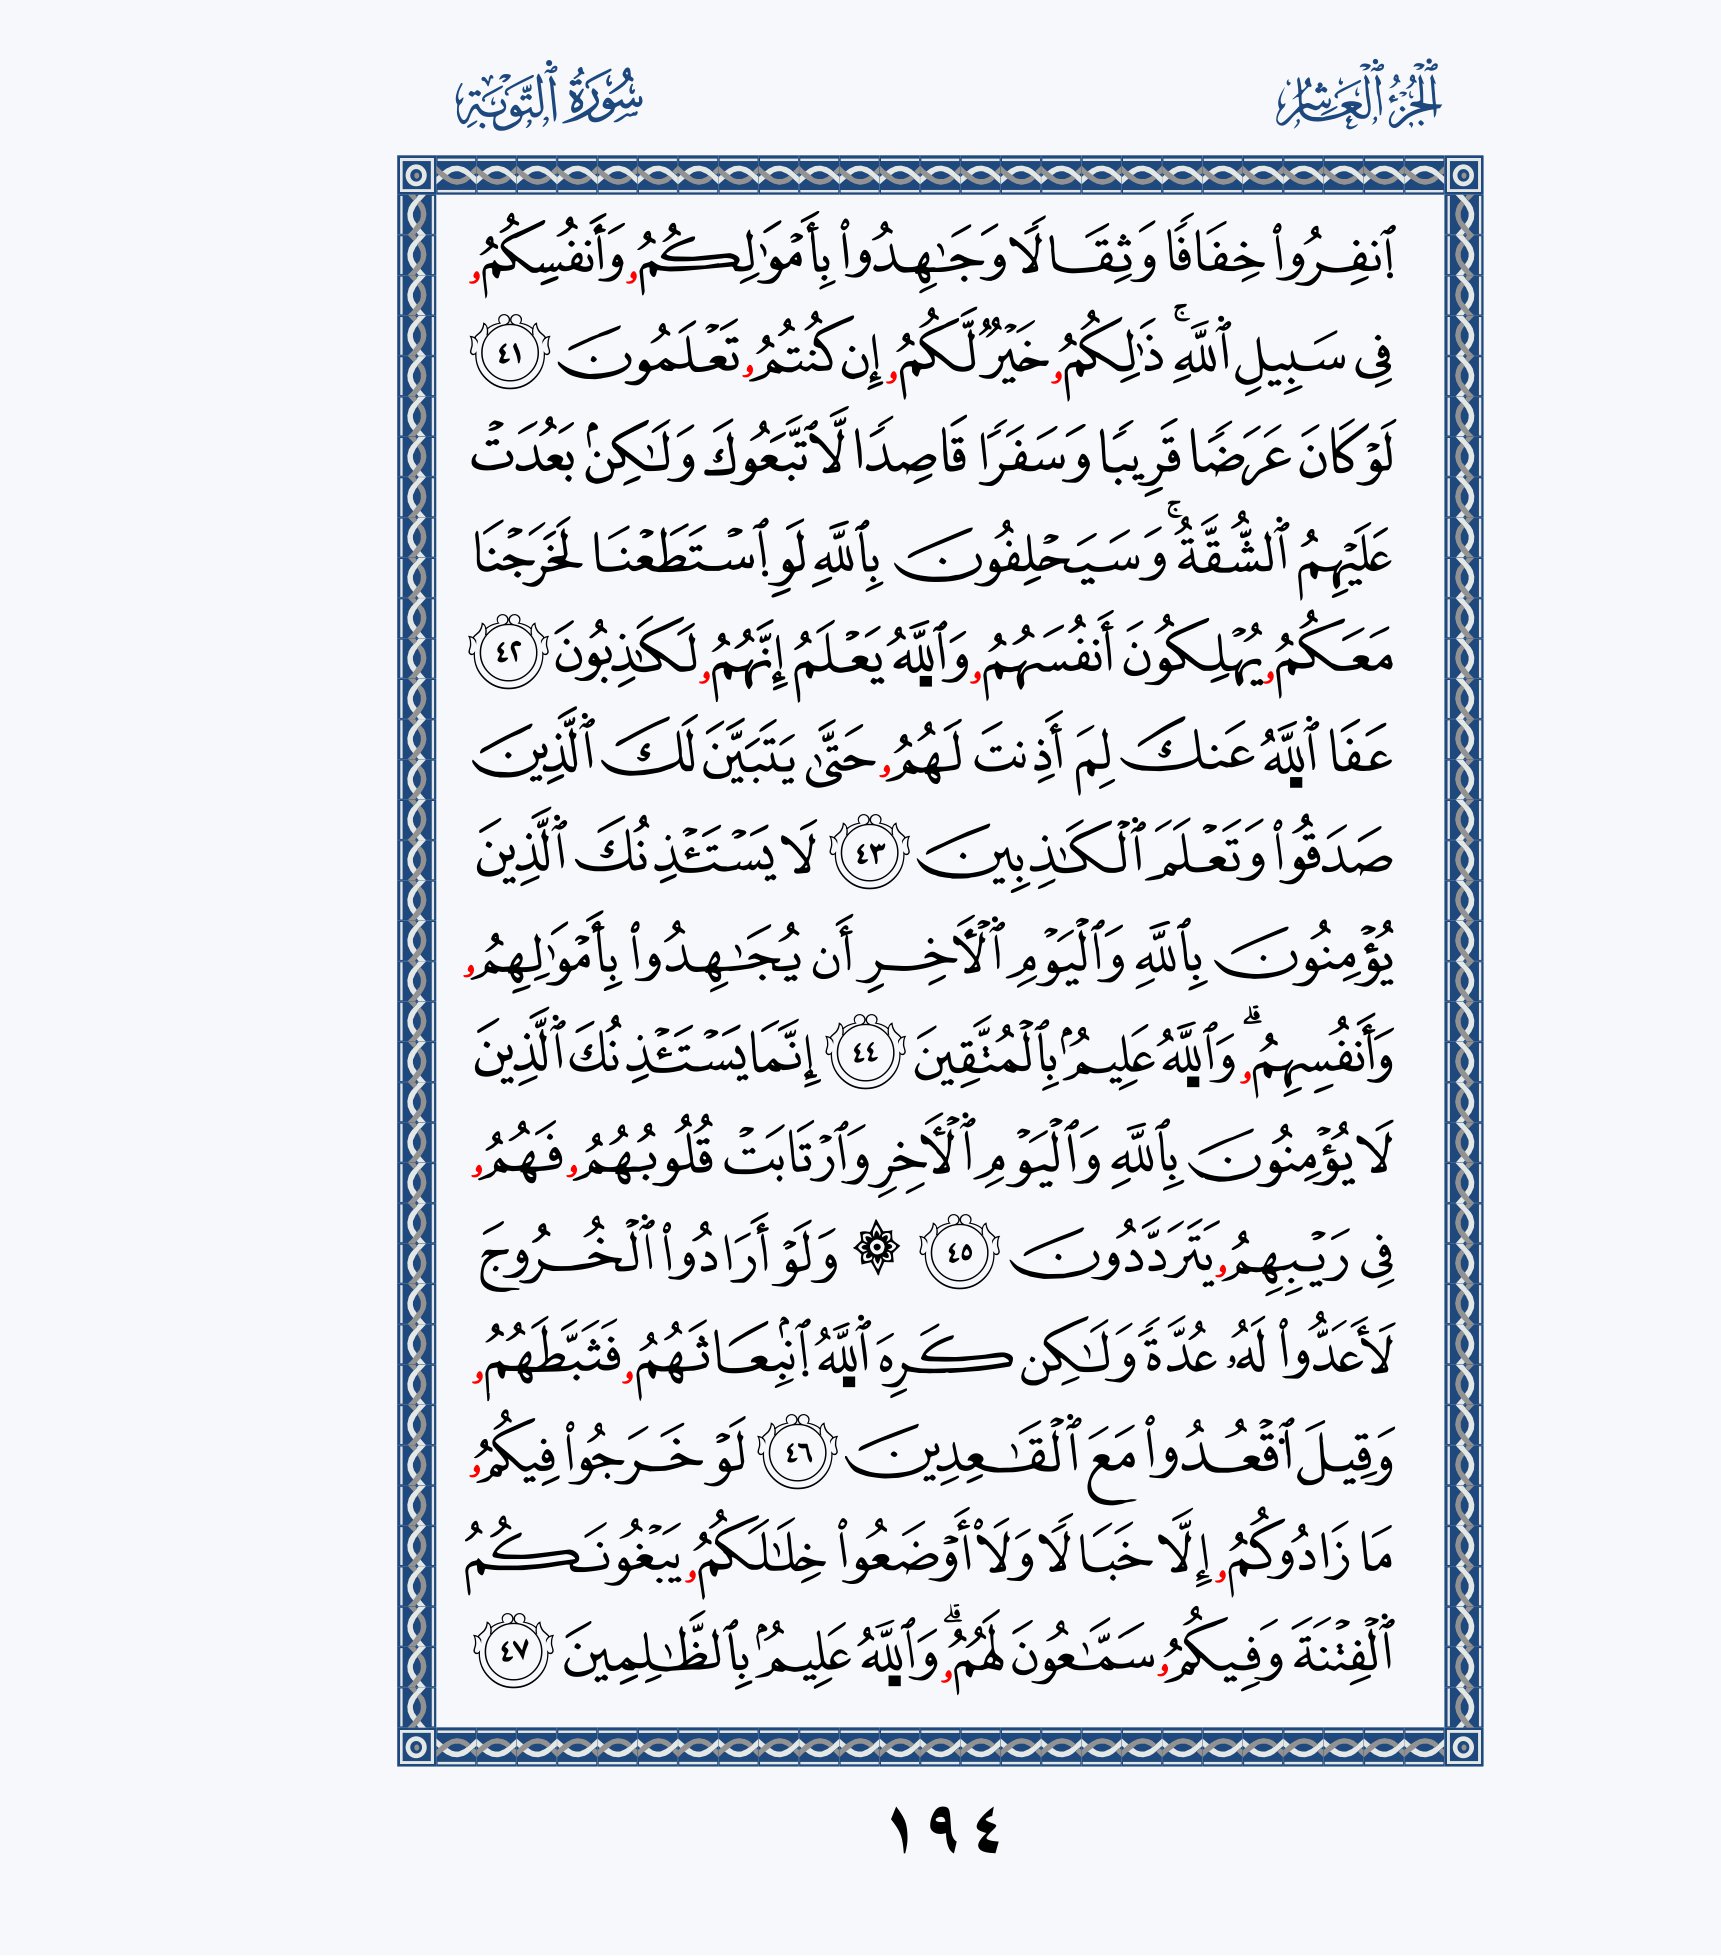 ٱلْجُزْءُ ٱلْعَاشِرُ
سُورَةُ ٱلتَّوْبَةِ
ٱنفِرُوا۟ خِفَافًا وَثِقَالًا وَجَـٰهِدُوا۟ بِأَمْوَٰلِكُمُۥ وَأَنفُسِكُمُۥ
فِى سَبِيلِ ٱللَّهِ ۚ ذَٰلِكُمُۥ خَيْرٌ لَّكُمُۥ إِن كُنتُمُۥ تَعْلَمُونَ ٤١
لَوْ كَانَ عَرَضًا قَرِيبًا وَسَفَرًا قَاصِدًا لَّٱتَّبَعُوكَ وَلَـٰكِنۢ بَعُدَتْ
عَلَيْهِمُ ٱلشُّقَّةُ ۚ وَسَيَحْلِفُونَ بِٱللَّهِ لَوِ ٱسْتَطَعْنَا لَخَرَجْنَا
مَعَكُمُۥ يُهْلِكُونَ أَنفُسَهُمُۥ وَٱللَّهُ يَعْلَمُ إِنَّهُمُۥ لَكَـٰذِبُونَ ٤٢
عَفَا ٱللَّهُ عَنكَ لِمَ أَذِنتَ لَهُمُۥ حَتَّىٰ يَتَبَيَّنَ لَكَ ٱلَّذِينَ
صَدَقُوا۟ وَتَعْلَمَ ٱلْكَـٰذِبِينَ ٤٣ لَا يَسْتَـْٔذِنُكَ ٱلَّذِينَ
يُؤْمِنُونَ بِٱللَّهِ وَٱلْيَوْمِ ٱلْـَٔاخِرِ أَن يُجَـٰهِدُوا۟ بِأَمْوَٰلِهِمُۥ
وَأَنفُسِهِمُۥ ۗ وَٱللَّهُ عَلِيمٌۢ بِٱلْمُتَّقِينَ ٤٤ إِنَّمَا يَسْتَـْٔذِنُكَ ٱلَّذِينَ
لَا يُؤْمِنُونَ بِٱللَّهِ وَٱلْيَوْمِ ٱلْـَٔاخِرِ وَٱرْتَابَتْ قُلُوبُهُمُۥ فَهُمُۥ
فِى رَيْبِهِمُۥ يَتَرَدَّدُونَ ٤٥ ۞ وَلَوْ أَرَادُوا۟ ٱلْخُرُوجَ
لَأَعَدُّوا۟ لَهُۥ عُدَّةً وَلَـٰكِن كَرِهَ ٱللَّهُ ٱنۢبِعَاثَهُمُۥ فَثَبَّطَهُمُۥ
وَقِيلَ ٱقْعُدُوا۟ مَعَ ٱلْقَـٰعِدِينَ ٤٦ لَوْ خَرَجُوا۟ فِيكُمُۥ
مَا زَادُوكُمُۥ إِلَّا خَبَالًا وَلَأَا۟وْضَعُوا۟ خِلَـٰلَكُمُۥ يَبْغُونَكُمُ
ٱلْفِتْنَةَ وَفِيكُمُۥ سَمَّـٰعُونَ لَهُمُۥ ۗ وَٱللَّهُ عَلِيمٌۢ بِٱلظَّـٰلِمِينَ ٤٧
١٩٤